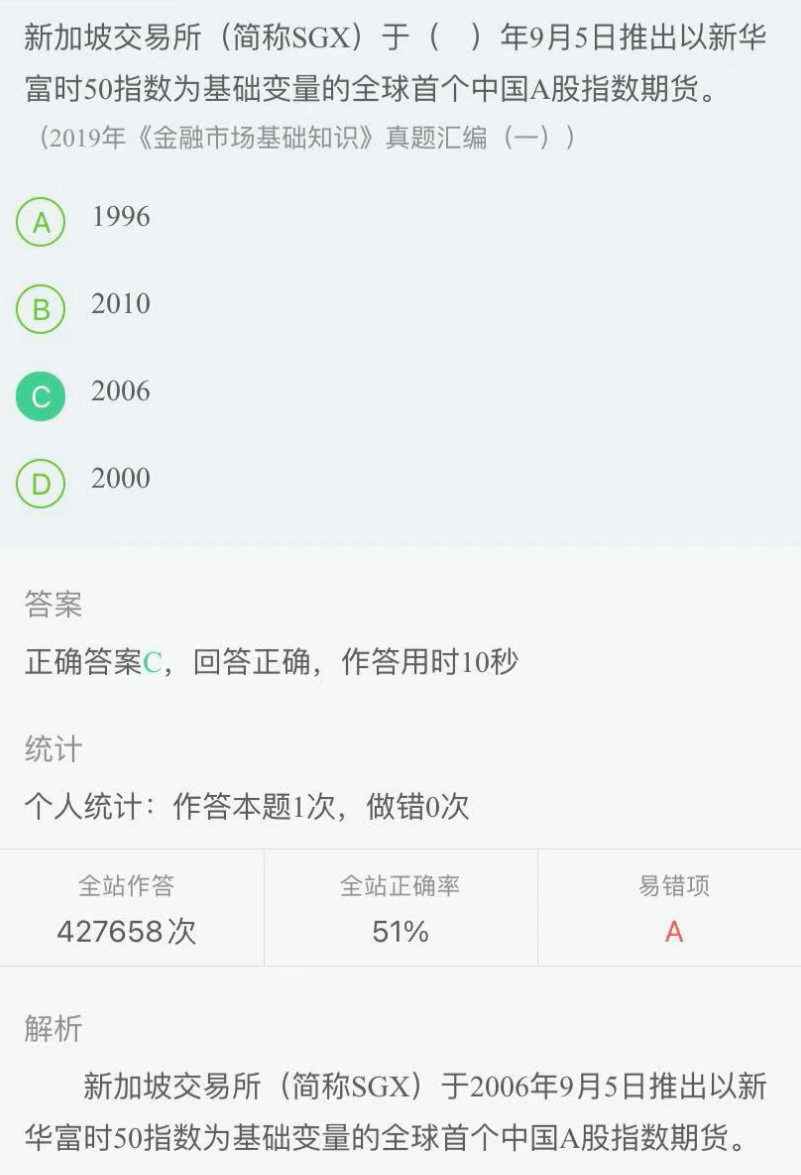 新加坡交易所（简称SGX）于（ ）年9月5日推出以新华
富时50指数为基础变量的全球首个中国A股指数期货。
（2019年《金融市场基础知识》真题汇编（一））
A 1996
B 2010
C 2006
D 2000
答案
正确答案C，回答正确，作答用时10秒
统计
个人统计：作答本题1次，做错0次
全站作答 全站正确率 易错项
427658次 51% A
解析
新加坡交易所（简称SGX）于2006年9月5日推出以新
华富时50指数为基础变量的全球首个中国A股指数期货。